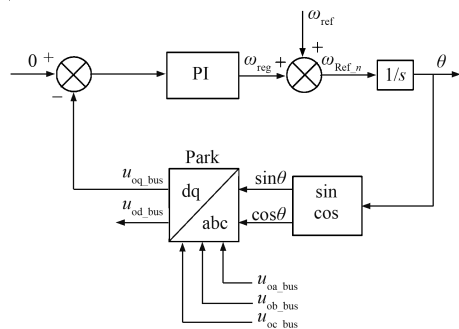 ω_ref
0 + PI ω_reg + + ω_Ref_n 1/s θ
−
Park
u_oq_bus dq sinθ sin
u_od_bus abc cosθ cos
u_oa_bus
u_ob_bus
u_oc_bus